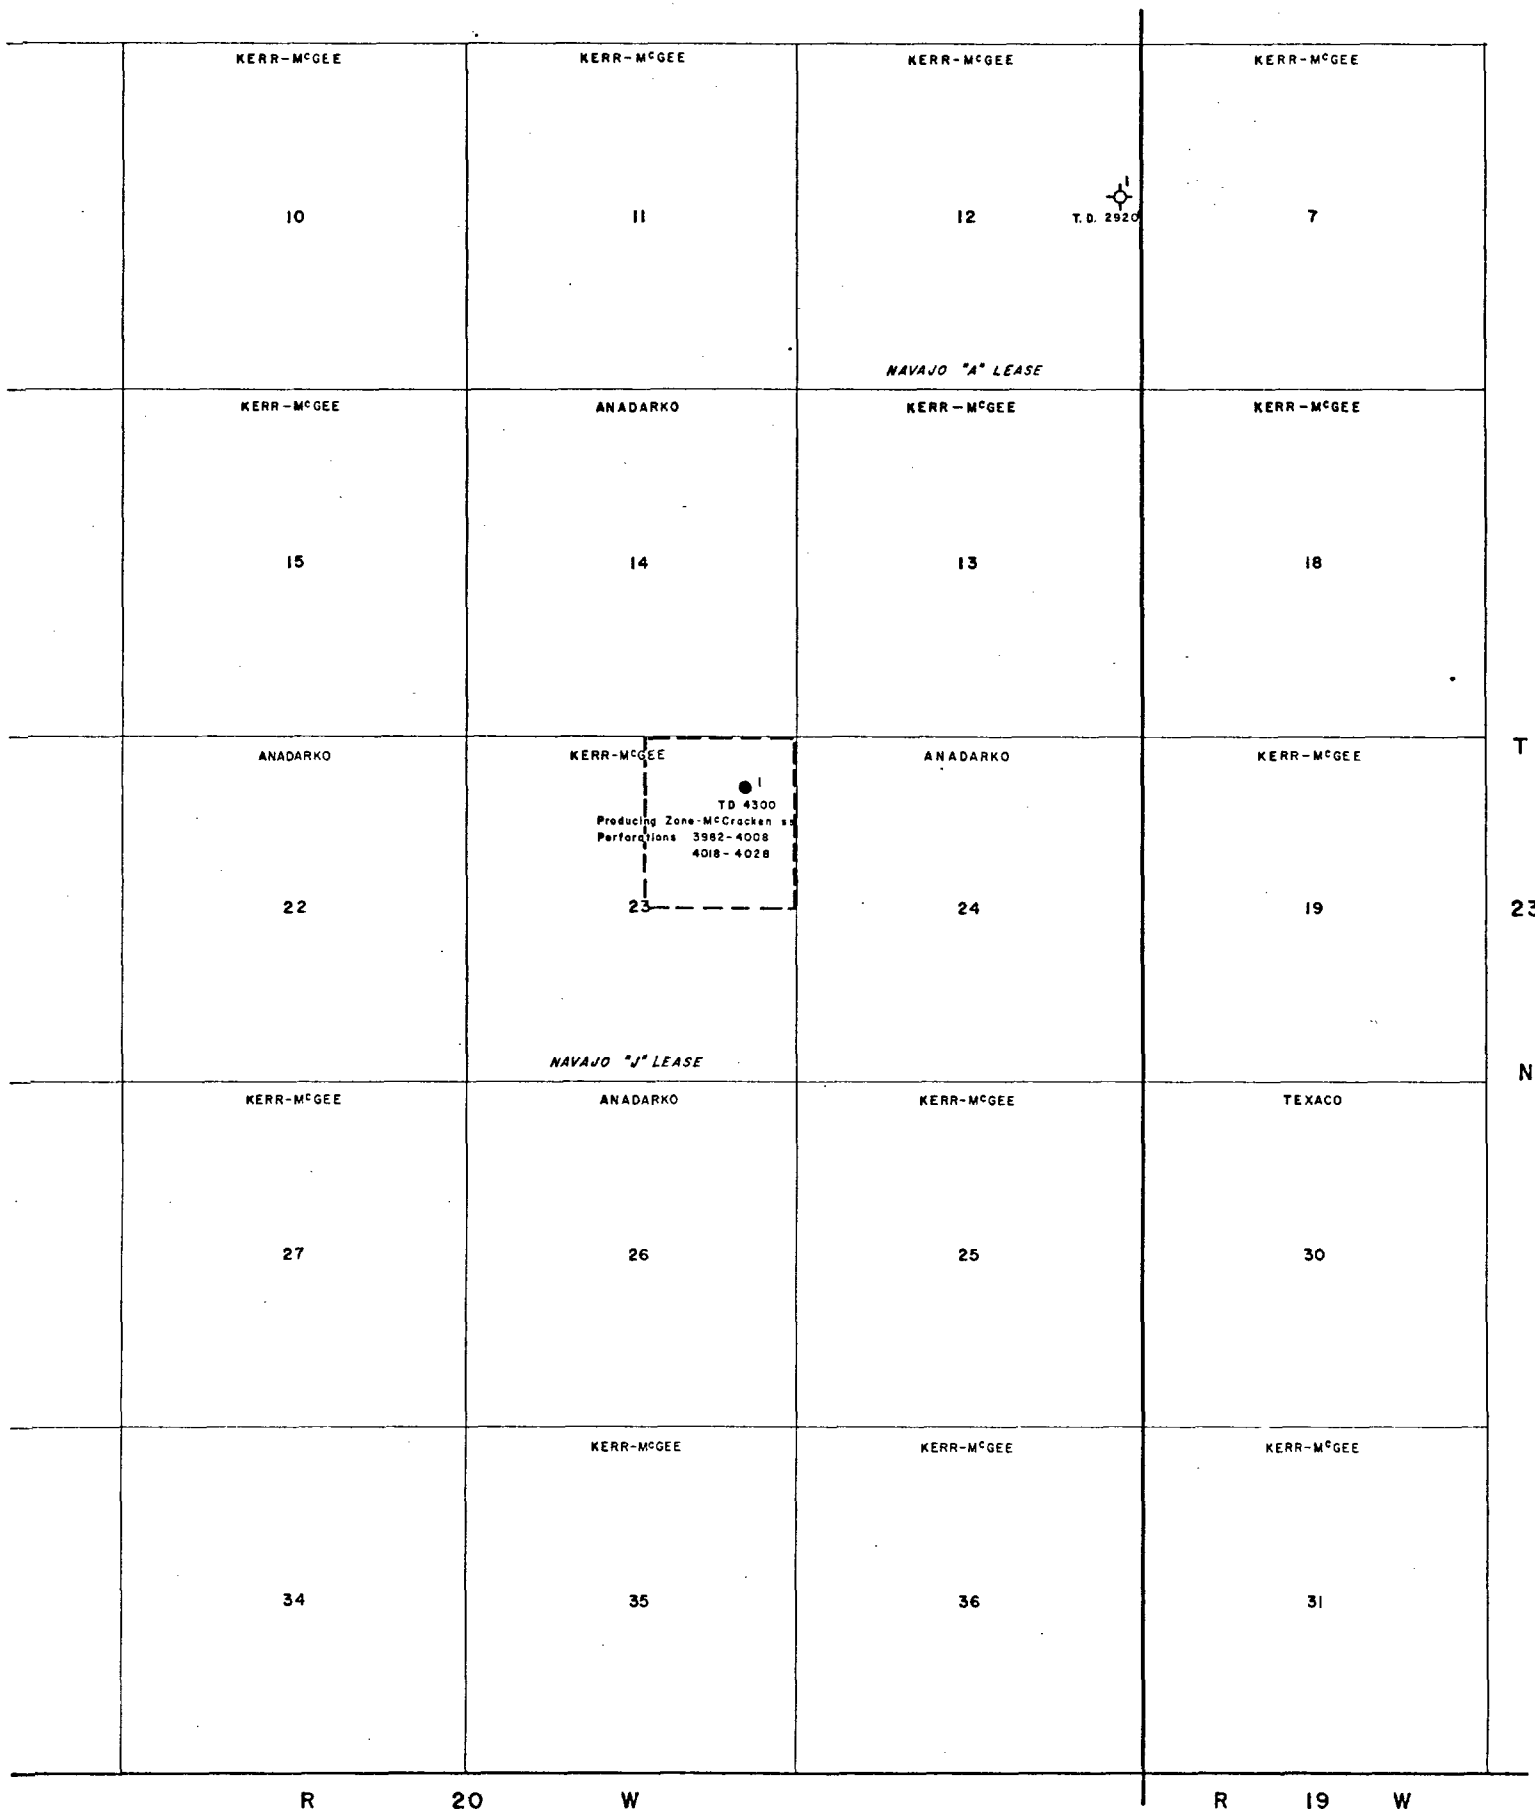 KERR-McGEE KERR-McGEE KERR-McGEE KERR-McGEE
1
10 11 12 T. D. 2920 7
NAVAJO "A" LEASE
KERR-McGEE ANADARKO KERR-McGEE KERR-McGEE
15 14 13 18
T
ANADARKO KERR-McGEE ANADARKO KERR-McGEE
1
TD 4300
Producing Zone-McCracken ss
Perforations 3982-4008
4018-4028
22 23 24 19 23
NAVAJO "J" LEASE
N
KERR-McGEE ANADARKO KERR-McGEE TEXACO
27 26 25 30
KERR-McGEE KERR-McGEE KERR-McGEE
34 35 36 31
R 20 W R 19 W